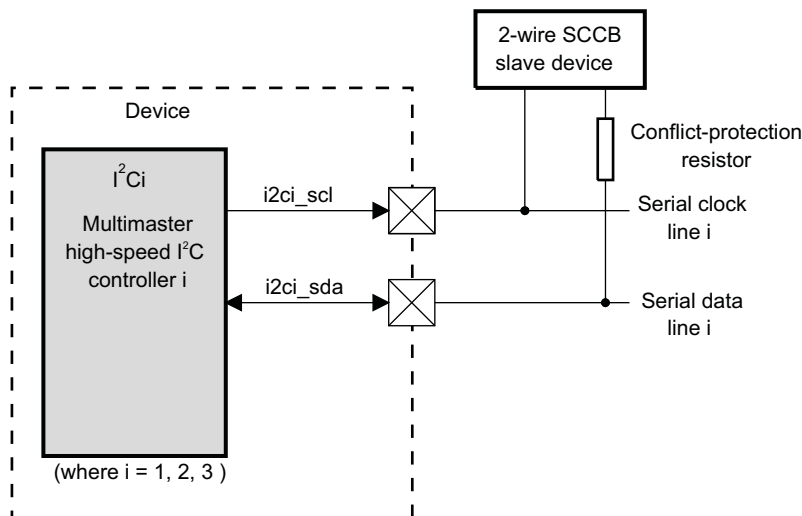 2-wire SCCB
slave device
Device
Conflict-protection
resistor
I²Ci
Multimaster
high-speed I²C
controller i
i2ci_scl
Serial clock
line i
i2ci_sda
Serial data
line i
(where i = 1, 2, 3 )